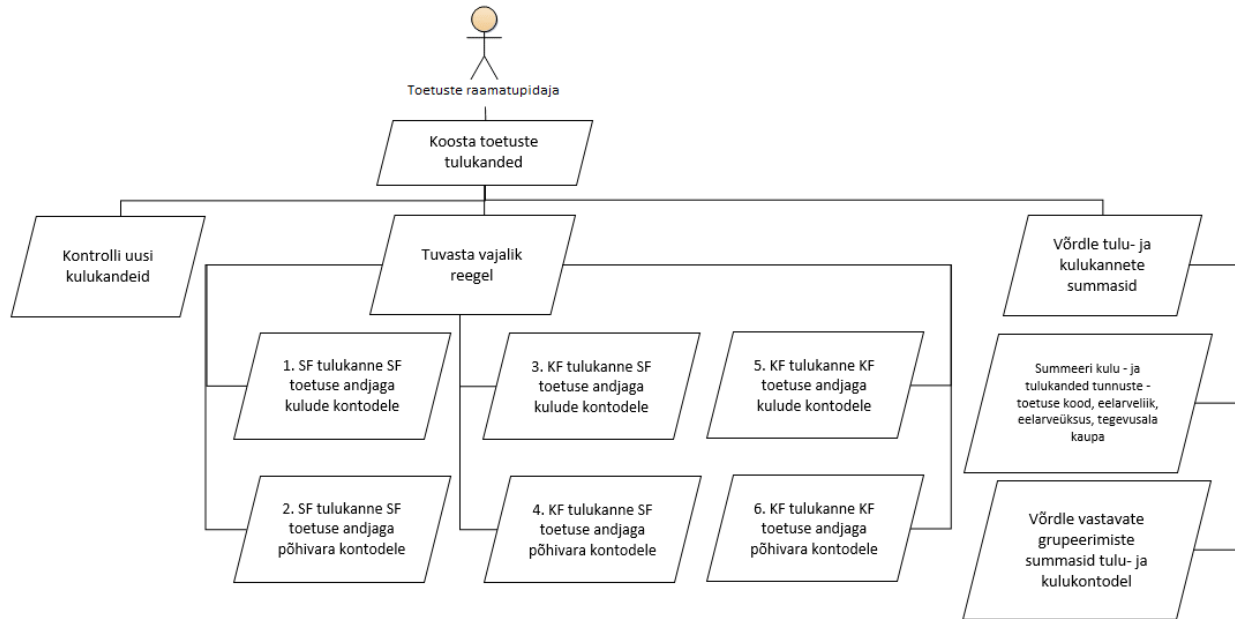 Toetuste raamatupidaja
Koosta toetuste
tulukanded
Kontrolli uusi
kulukandeid
Tuvasta vajalik
reegel
Võrdle tulu- ja
kulukannete
summasid
1. SF tulukanne SF
toetuse andjaga
kulude kontodele
3. KF tulukanne SF
toetuse andjaga
kulude kontodele
5. KF tulukanne KF
toetuse andjaga
kulude kontodele
Summeeri kulu - ja
tulukanded tunnuste -
toetuse kood, eelarveliik,
eelarveüksus, tegevusala
kaupa
2. SF tulukanne SF
toetuse andjaga
põhivara kontodele
4. KF tulukanne SF
toetuse andjaga
põhivara kontodele
6. KF tulukanne KF
toetuse andjaga
põhivara kontodele
Võrdle vastavate
grupeerimiste
summasid tulu- ja
kulukontodel